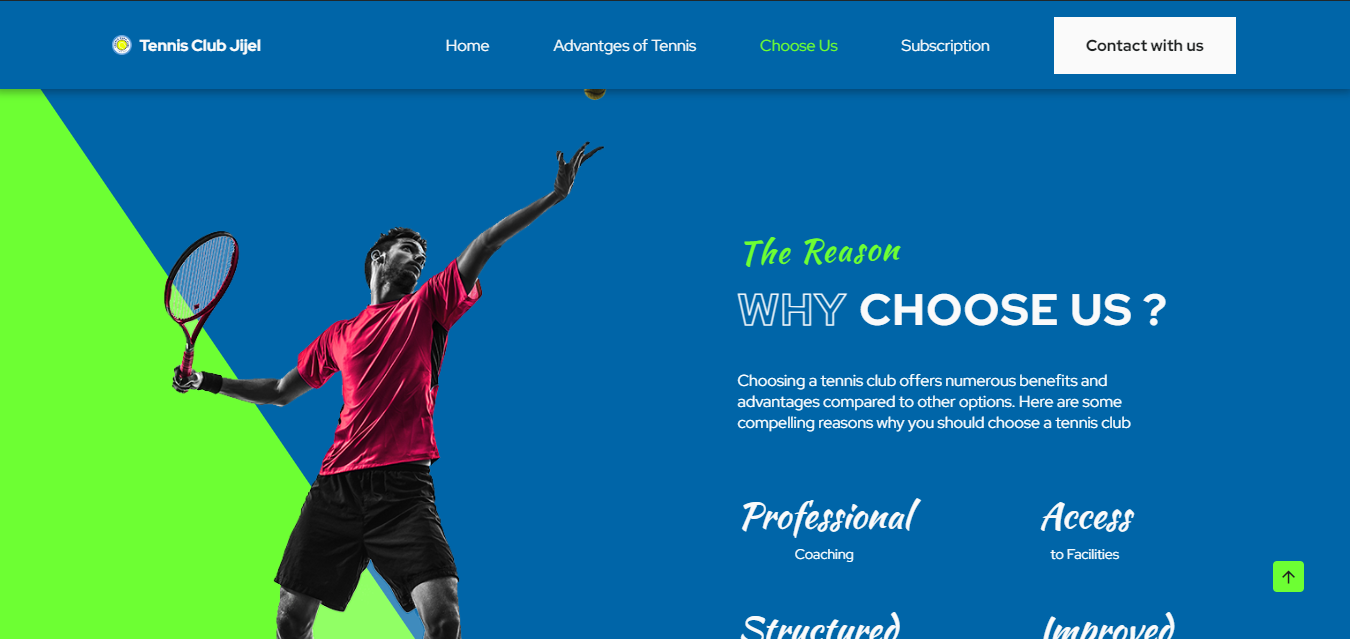 Tennis Club Jijel
Home
Advantges of Tennis
Choose Us
Subscription
Contact with us
The Reason
WHY CHOOSE US ?
Choosing a tennis club offers numerous benefits and
advantages compared to other options. Here are some
compelling reasons why you should choose a tennis club
Professional
Coaching
Access
to Facilities
Structured
Improved